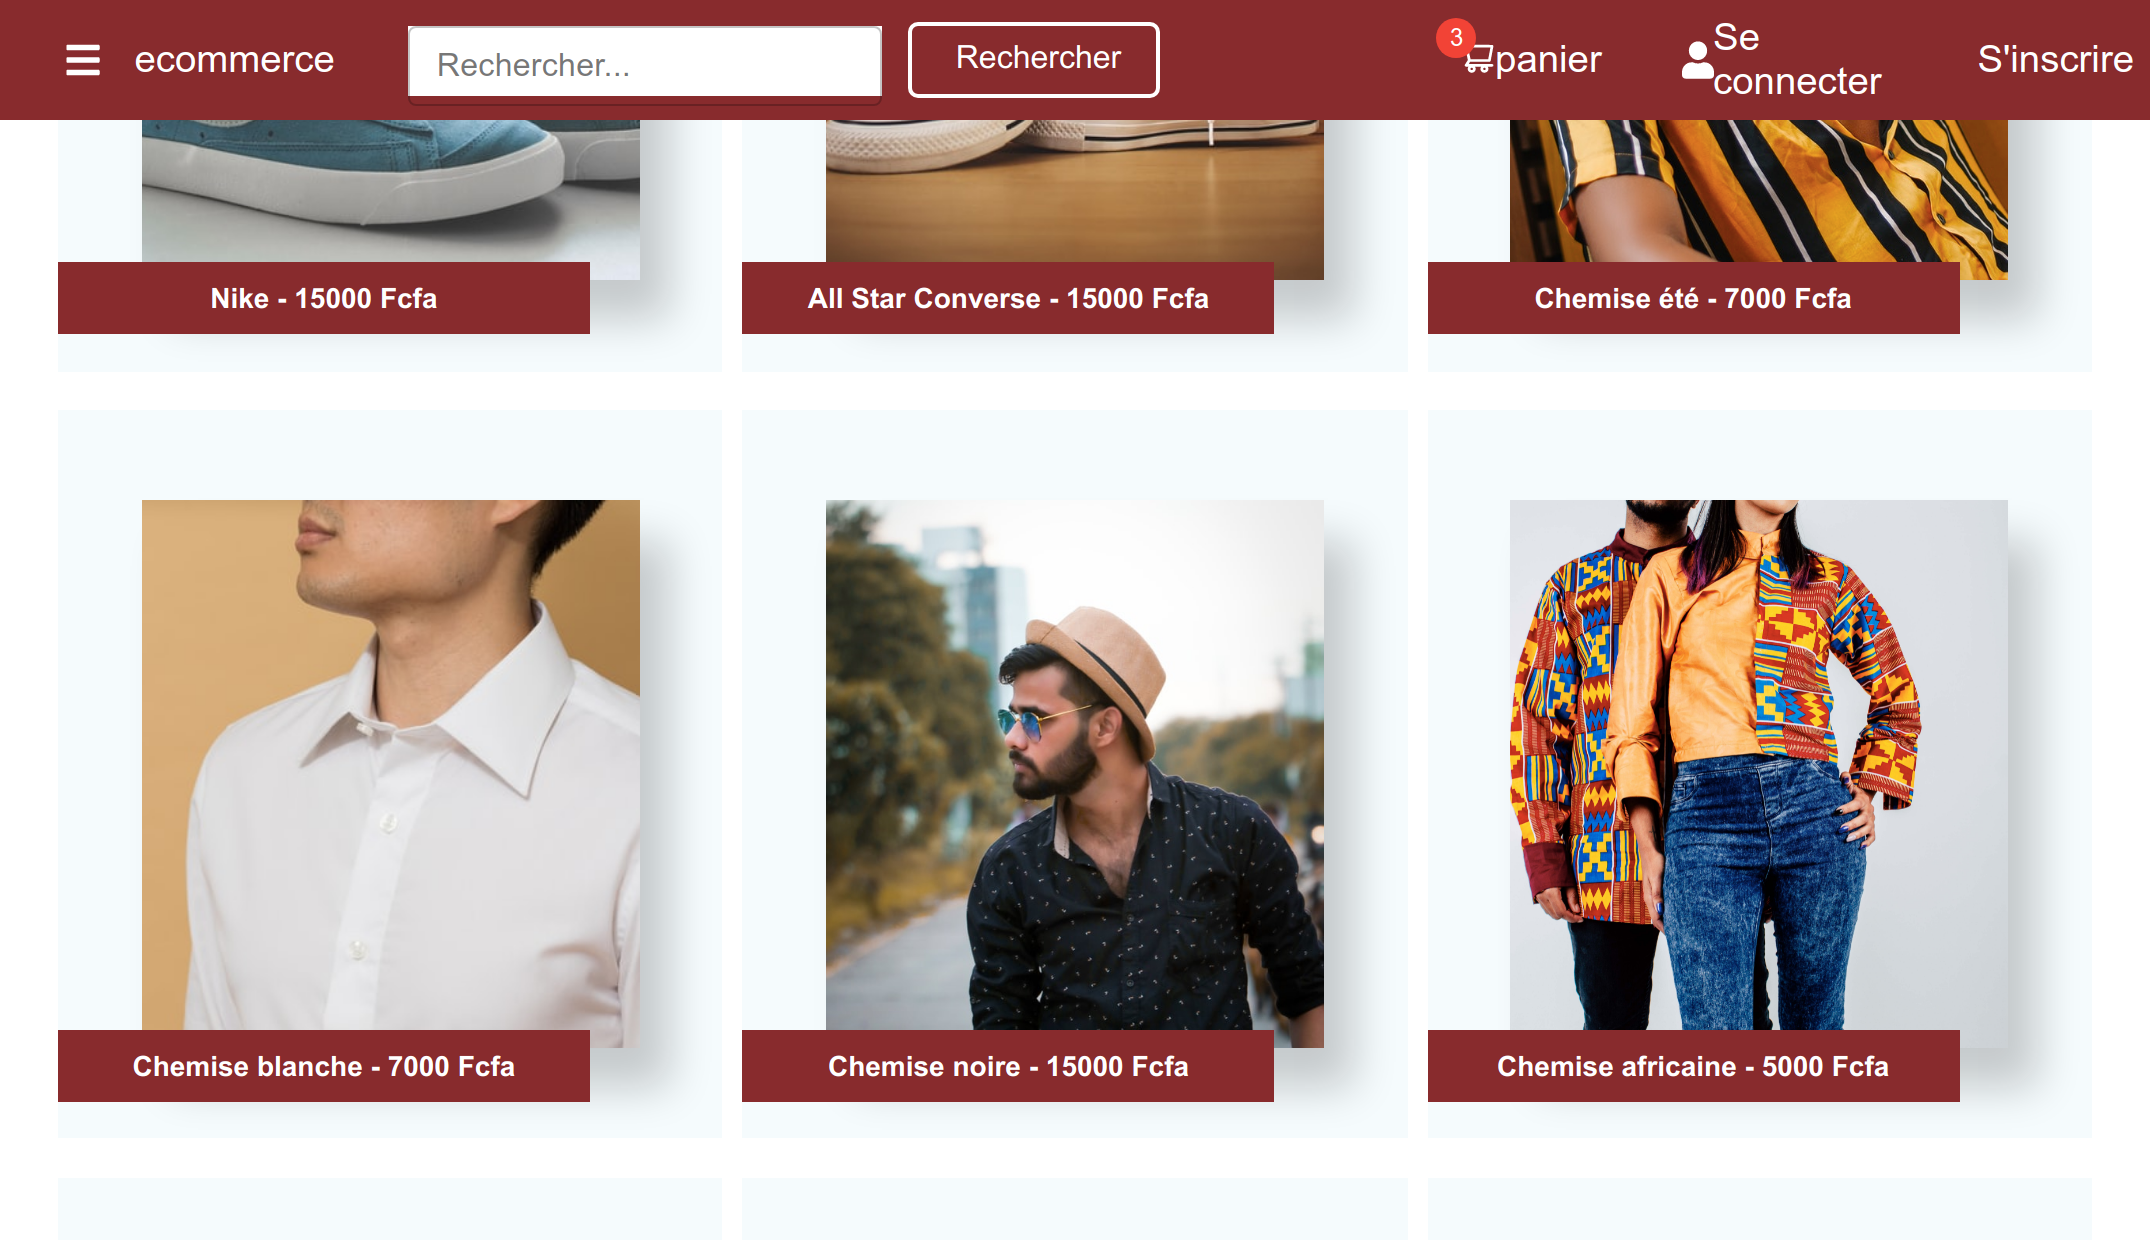 ecommerce
Rechercher...
Rechercher
3
panier
Se
connecter
S'inscrire
Nike - 15000 Fcfa
All Star Converse - 15000 Fcfa
Chemise été - 7000 Fcfa
Chemise blanche - 7000 Fcfa
Chemise noire - 15000 Fcfa
Chemise africaine - 5000 Fcfa